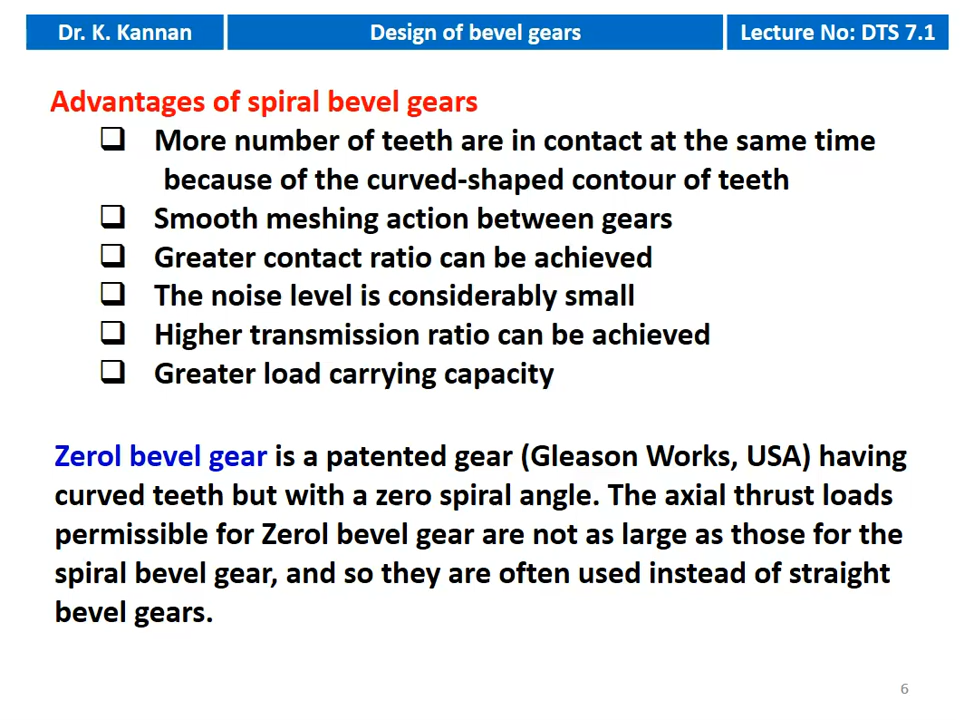 Dr. K. Kannan Design of bevel gears Lecture No: DTS 7.1
Advantages of spiral bevel gears
❑ More number of teeth are in contact at the same time
because of the curved-shaped contour of teeth
❑ Smooth meshing action between gears
❑ Greater contact ratio can be achieved
❑ The noise level is considerably small
❑ Higher transmission ratio can be achieved
❑ Greater load carrying capacity
Zerol bevel gear is a patented gear (Gleason Works, USA) having
curved teeth but with a zero spiral angle. The axial thrust loads
permissible for Zerol bevel gear are not as large as those for the
spiral bevel gear, and so they are often used instead of straight
bevel gears.
6